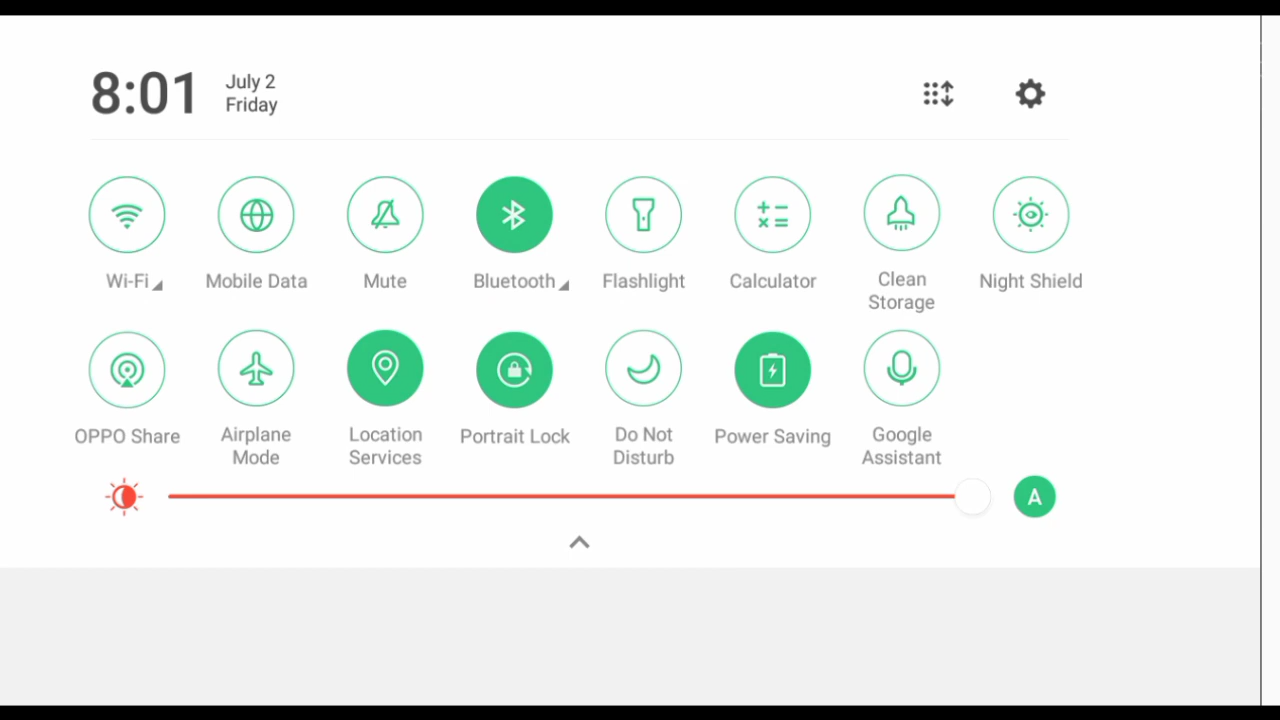 8:01
July 2
Friday
Wi-Fi
Mobile Data
Mute
Bluetooth
Flashlight
Calculator
Clean
Storage
Night Shield
OPPO Share
Airplane
Mode
Location
Services
Portrait Lock
Do Not
Disturb
Power Saving
Google
Assistant
A